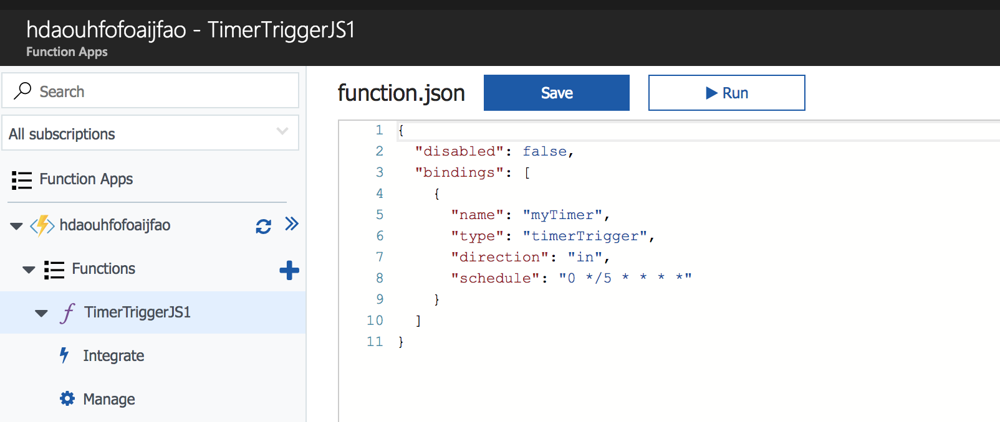 hdaouhfofoaijfao - TimerTriggerJS1
Function Apps
Search
All subscriptions
Function Apps
hdaouhfofoaijfao
Functions
TimerTriggerJS1
Integrate
Manage
function.json
Save
Run
1 {
2 "disabled": false,
3 "bindings": [
4 {
5 "name": "myTimer",
6 "type": "timerTrigger",
7 "direction": "in",
8 "schedule": "0 */5 * * * *"
9 }
10 ]
11 }